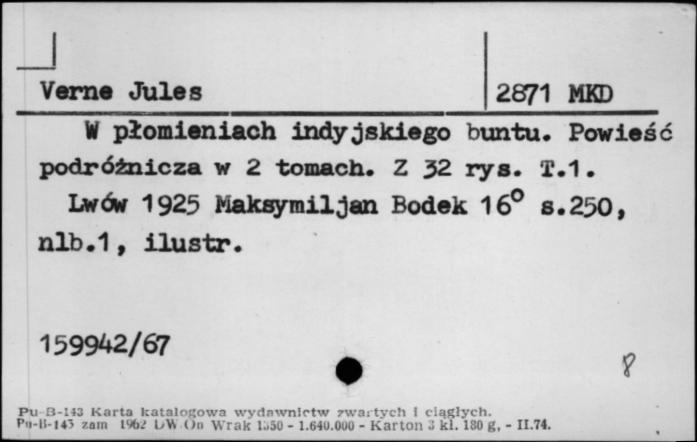 Verne Jules
2871 MKD
W płomieniach indyjskiego buntu. Powieść
podróżnicza w 2 tomach. Z 32 rys. T.1.
Lwów 1925 Maksymiljan Bodek 16° s.250,
nlb.1, ilustr.
159942/67
8
Pu-B-143 Karta katalogowa wydawnictw zwartych i ciągłych.
Pu-B-143 zam 1962 DW. On Wrak 1350 - 1.640.000 - Karton 3 kl. 180 g, - II.74.